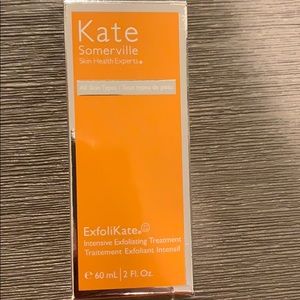 Kate
Somerville
Skin Health Experts®
All Skin Types / Tous types de peau
ExfoliKate®
Intensive Exfoliating Treatment
Traitement Exfoliant Intensif
℮ 60 mL | 2 Fl. Oz.